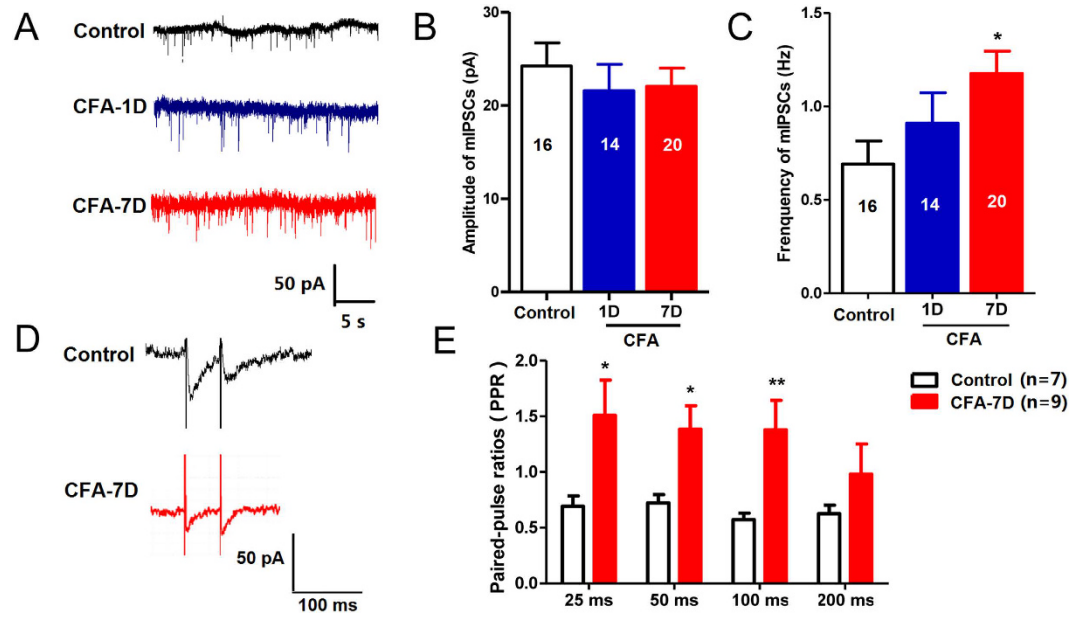 A
Control
CFA-1D
CFA-7D
50 pA
5 s
B
Amplitude of mIPSCs (pA)
30
20
10
0
16
14
20
Control
1D
7D
CFA
C
Frenquency of mIPSCs (Hz)
1.5
1.0
0.5
0.0
16
14
20
*
Control
1D
7D
CFA
D
Control
CFA-7D
50 pA
100 ms
E
Paired-pulse ratios ( PPR)
2.0
1.5
1.0
0.5
0.0
*
*
**
25 ms
50 ms
100 ms
200 ms
Control (n=7)
CFA-7D (n=9)